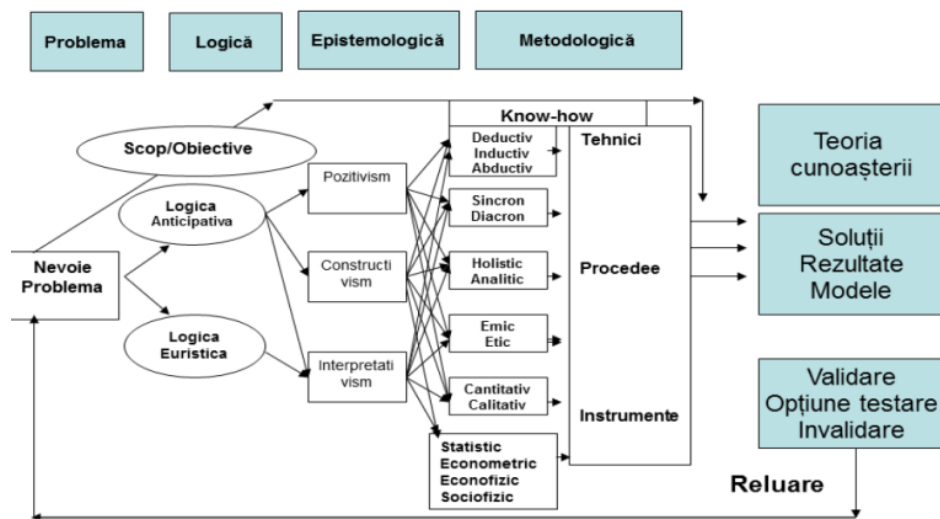 Problema
Logică
Epistemologică
Metodologică
Know-how
Scop/Obiective
Deductiv
Inductiv
Abductiv
Tehnici
Teoria
cunoașterii
Pozitivism
Logica
Anticipativa
Sincron
Diacron
Nevoie
Problema
Constructi
vism
Holistic
Analitic
Procedee
Soluții
Rezultate
Modele
Logica
Euristica
Interpretati
vism
Emic
Etic
Cantitativ
Calitativ
Instrumente
Validare
Opțiune testare
Invalidare
Statistic
Econometric
Econofizic
Sociofizic
Reluare